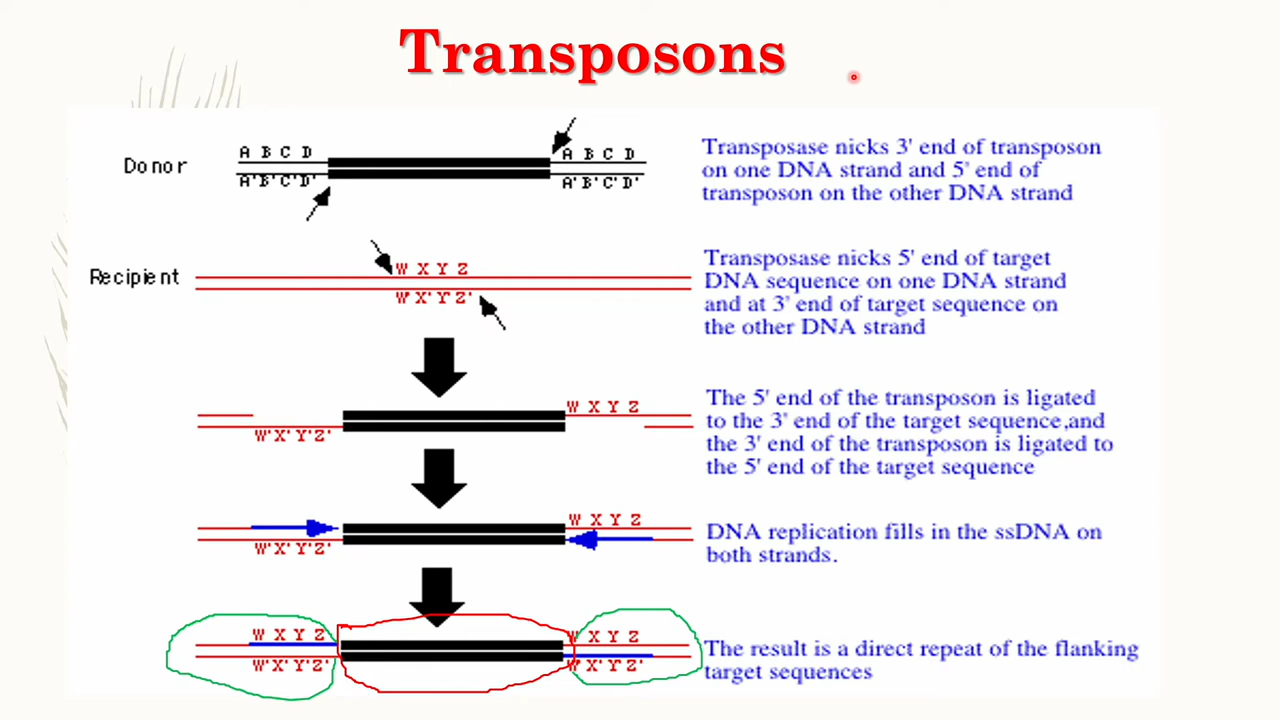 Transposons
Donor
A B C D
A B C D
A' B' C' D'
A' B' C' D'
Transposase nicks 3' end of transposon
on one DNA strand and 5' end of
transposon on the other DNA strand
Recipient
W X Y Z
W' X' Y' Z'
Transposase nicks 5' end of target
DNA sequence on one DNA strand
and at 3' end of target sequence on
the other DNA strand
W X Y Z
W' X' Y' Z'
The 5' end of the transposon is ligated
to the 3' end of the target sequence,and
the 3' end of the transposon is ligated to
the 5' end of the target sequence
W X Y Z
W' X' Y' Z'
DNA replication fills in the ssDNA on
both strands.
W X Y Z
W X Y Z
W' X' Y' Z'
W' X' Y' Z'
The result is a direct repeat of the flanking
target sequences